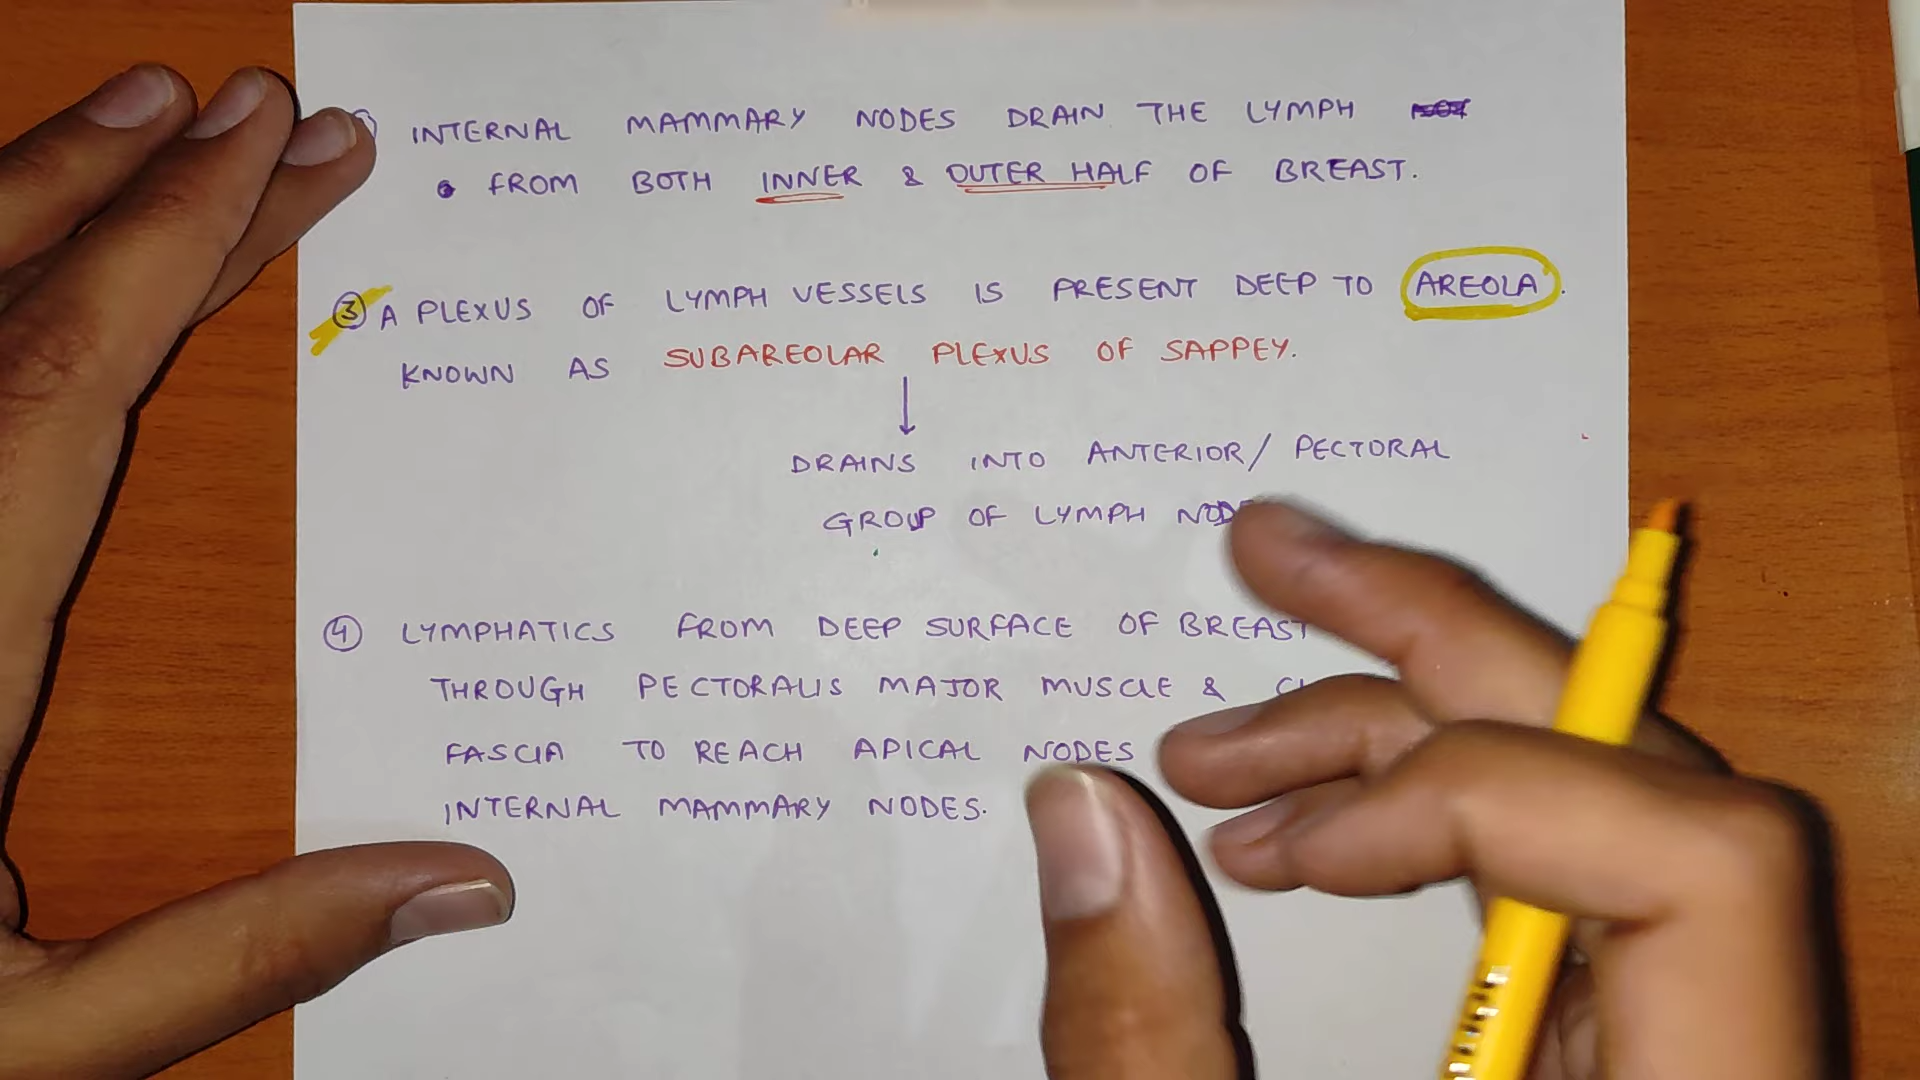 INTERNAL MAMMARY NODES DRAIN THE LYMPH
FROM BOTH INNER & OUTER HALF OF BREAST.
③ A PLEXUS OF LYMPH VESSELS IS PRESENT DEEP TO AREOLA.
KNOWN AS SUBAREOLAR PLEXUS OF SAPPEY.
DRAINS INTO ANTERIOR/ PECTORAL
GROUP OF LYMPH
④ LYMPHATICS FROM DEEP SURFACE OF BREAST
THROUGH PECTORALIS MAJOR MUSCLE &
FASCIA TO REACH APICAL NODES
INTERNAL MAMMARY NODES.